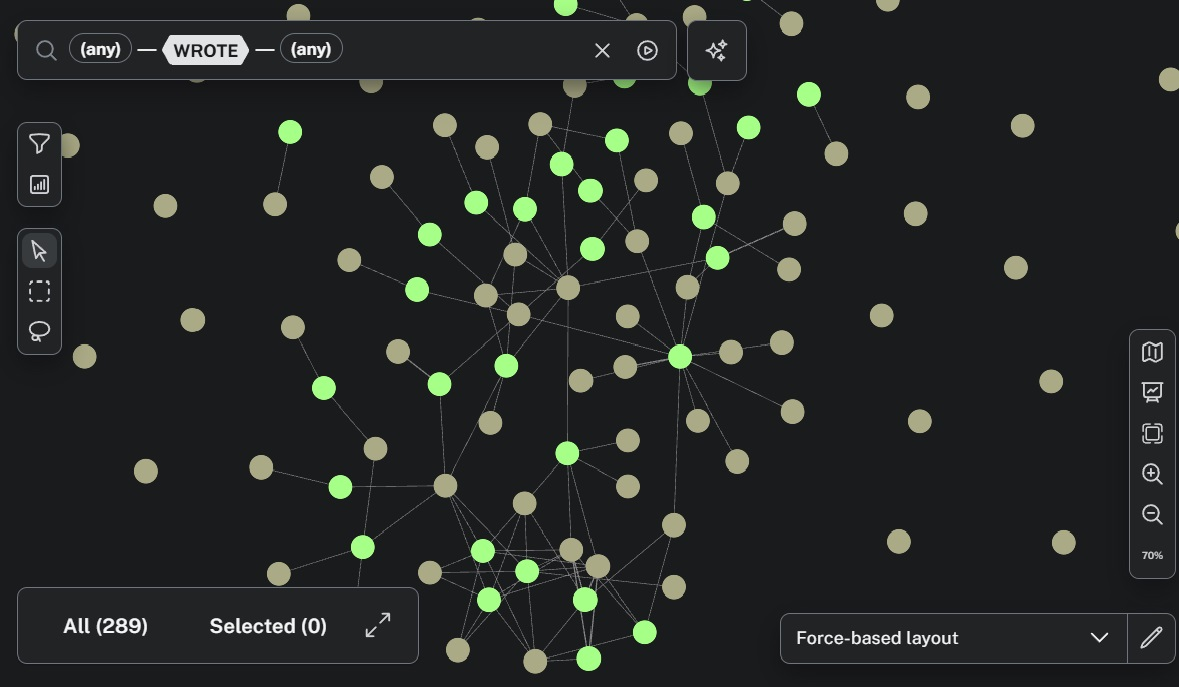 (any) — WROTE — (any)
70%
All (289) Selected (0)
Force-based layout